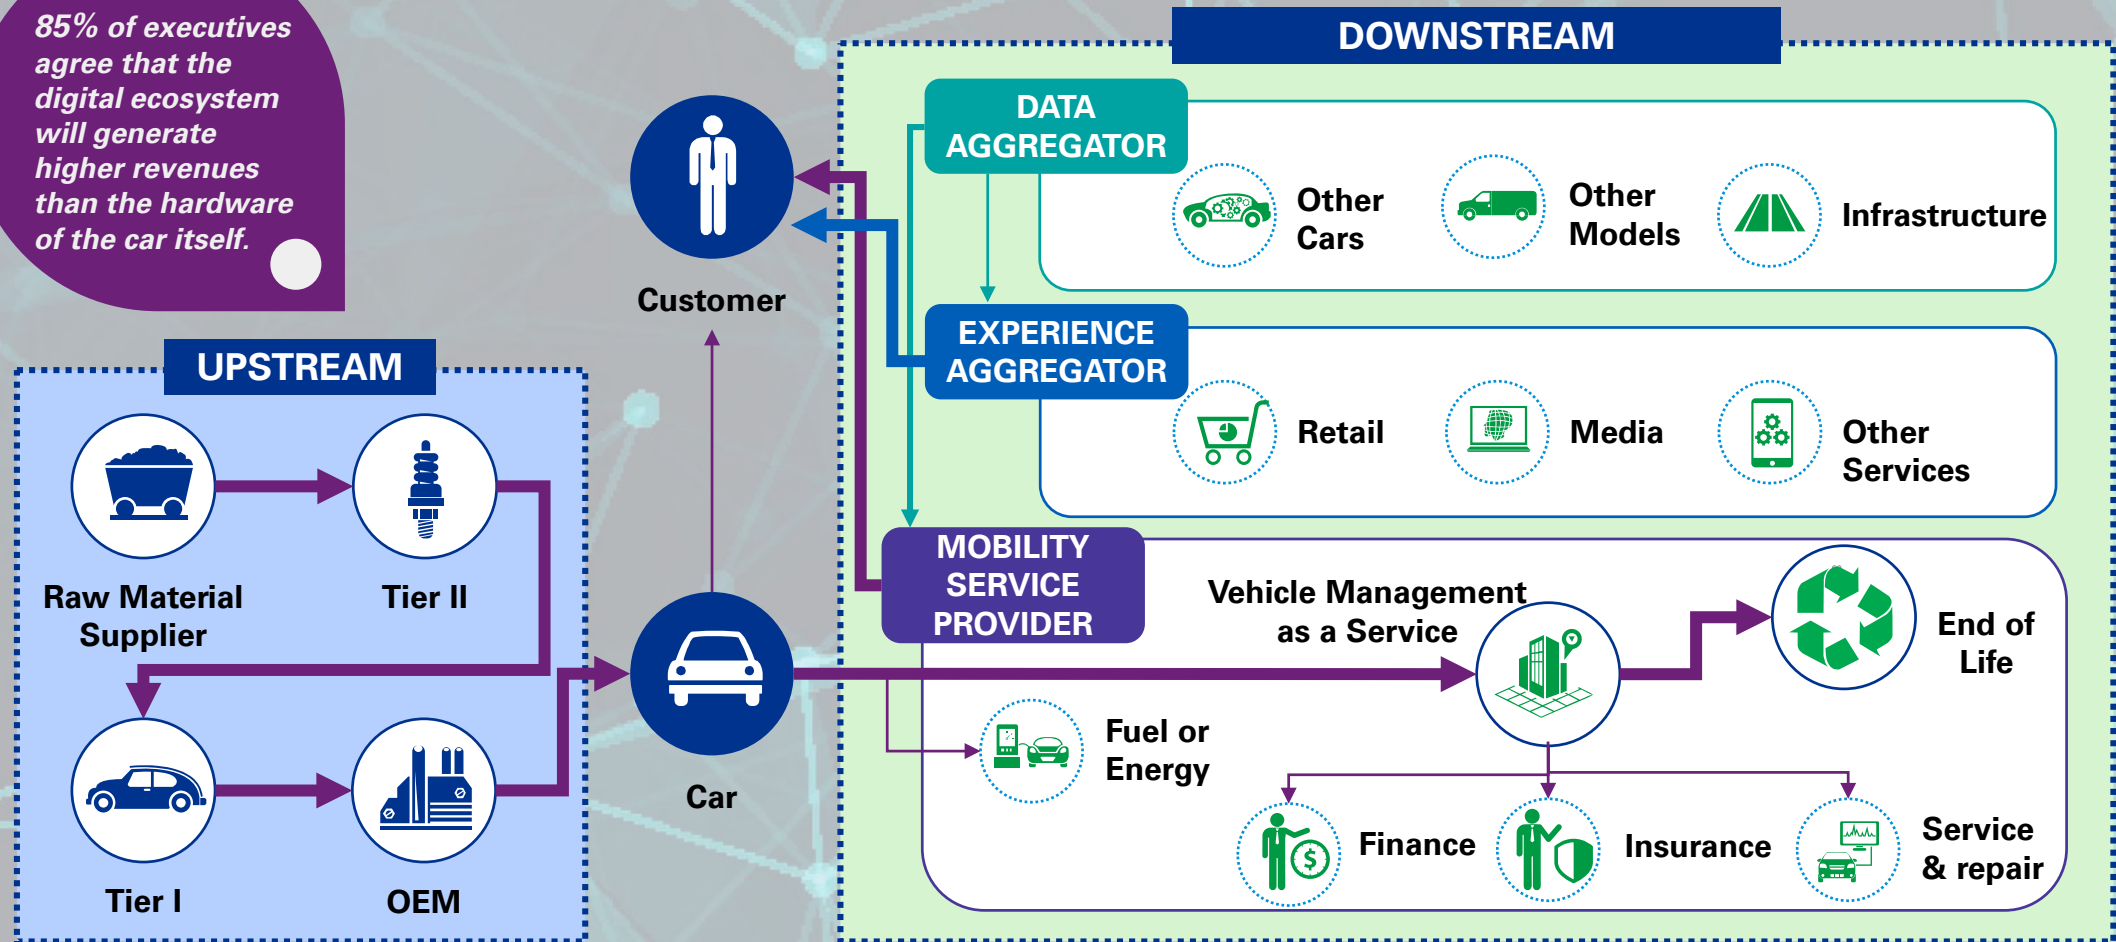 85% of executives
agree that the
digital ecosystem
will generate
higher revenues
than the hardware
of the car itself.
UPSTREAM
Raw Material
Supplier
Tier II
Tier I
OEM
Customer
Car
DOWNSTREAM
DATA
AGGREGATOR
Other
Cars
Other
Models
Infrastructure
EXPERIENCE
AGGREGATOR
Retail
Media
Other
Services
MOBILITY
SERVICE
PROVIDER
Vehicle Management
as a Service
End of
Life
Fuel or
Energy
$
Finance
Insurance
Service
& repair